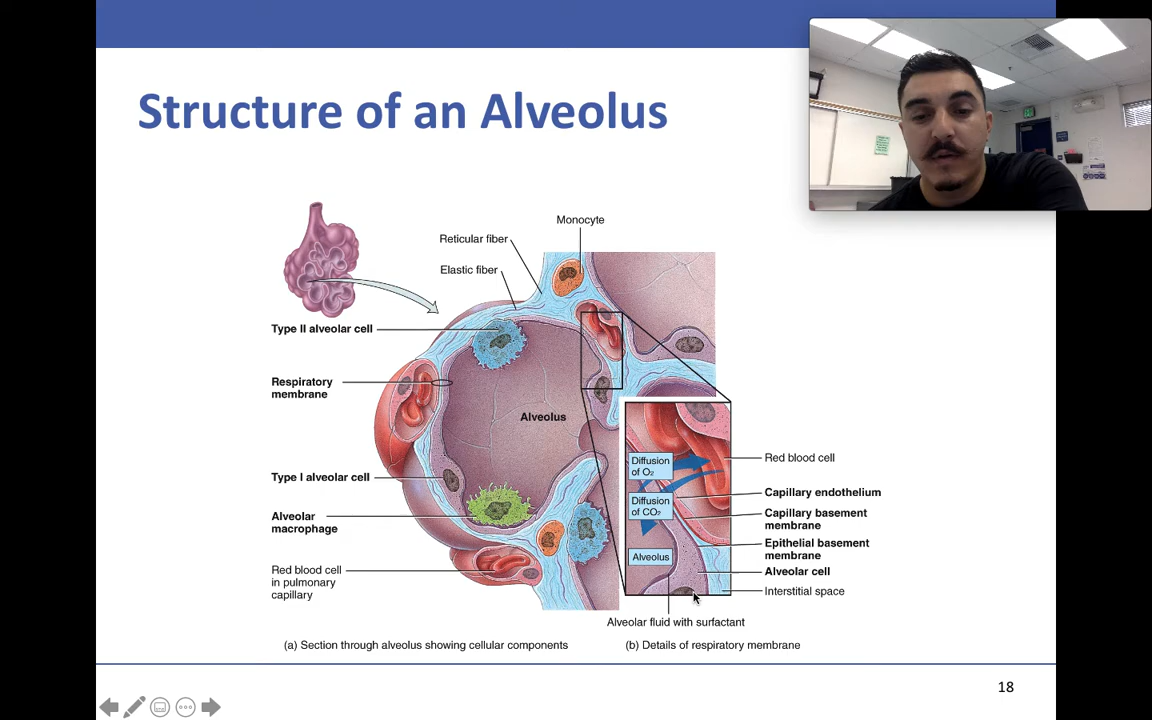 Structure of an Alveolus
Monocyte
Reticular fiber
Elastic fiber
Type II alveolar cell
Respiratory
membrane
Alveolus
Type I alveolar cell
Alveolar
macrophage
Red blood cell
in pulmonary
capillary
Diffusion
of O₂
Diffusion
of CO₂
Alveolus
Red blood cell
Capillary endothelium
Capillary basement
membrane
Epithelial basement
membrane
Alveolar cell
Interstitial space
Alveolar fluid with surfactant
(a) Section through alveolus showing cellular components
(b) Details of respiratory membrane
18